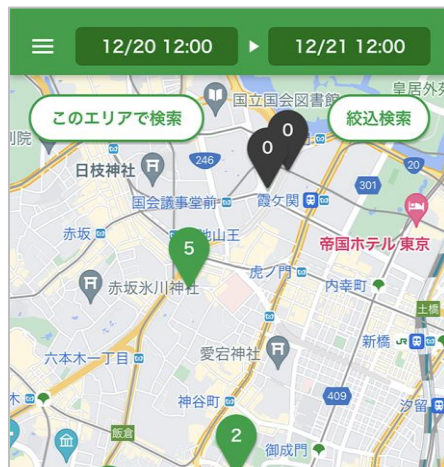 12/20 12:00
12/21 12:00
皇居外苑
国立国会図書館
このエリアで検索
絞込検索
0
0
日枝神社
246
20
301
国会議事堂前
霞ケ関
赤坂
帝国ホテル 東京
5
虎ノ門
内幸町
赤坂氷川神社
土橋
新橋
JR
六本木一丁目
愛宕神社
409
神谷町
汐留
飯倉
2
御成門